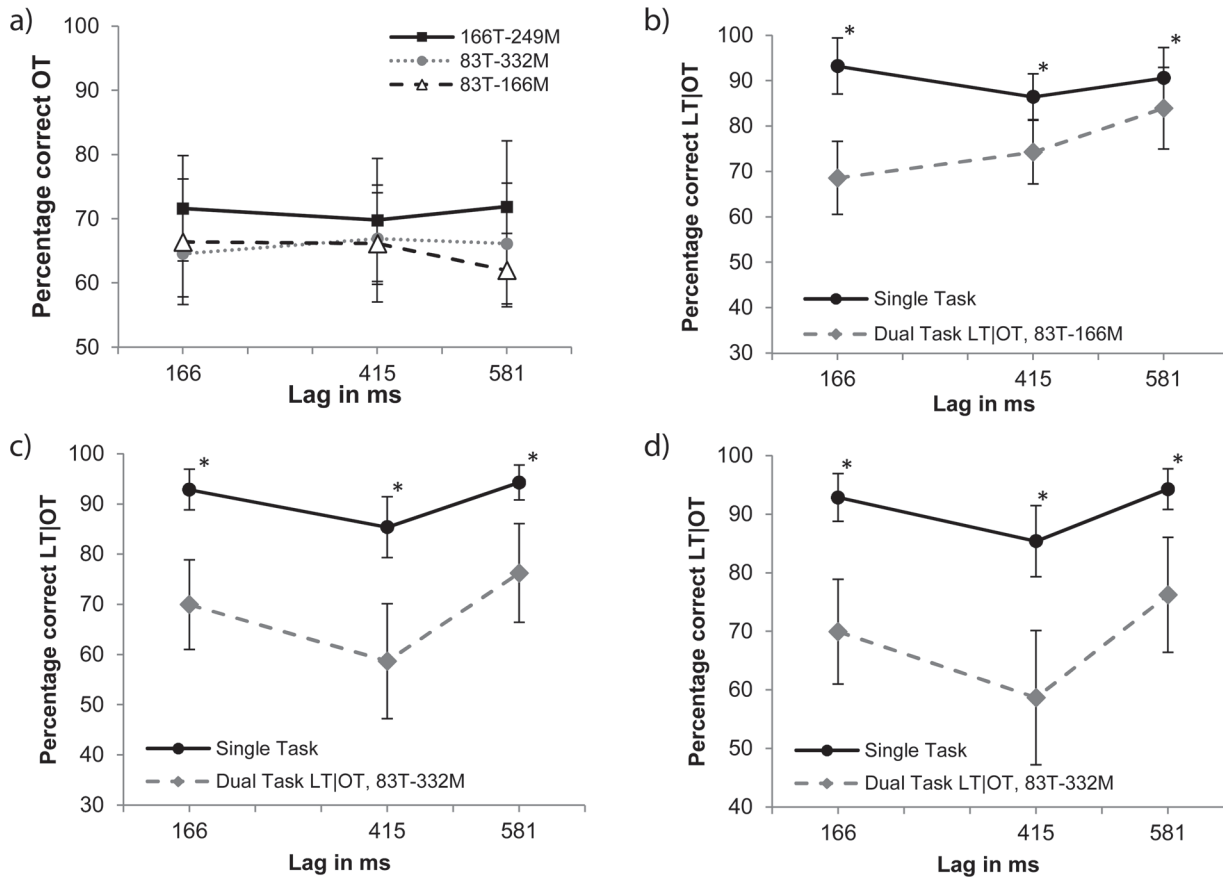 a)
100
90
80
70
60
50
Percentage correct OT
166T-249M
83T-332M
83T-166M
166
415
581
Lag in ms
b)
100
90
80
70
60
50
40
30
Percentage correct LT|OT
*
*
*
Single Task
Dual Task LT|OT, 83T-166M
166
415
581
Lag in ms
c)
100
90
80
70
60
50
40
30
Percentage correct LT|OT
*
*
*
Single Task
Dual Task LT|OT, 83T-332M
166
415
581
Lag in ms
d)
100
90
80
70
60
50
40
Percentage correct LT|OT
*
*
*
Single Task
Dual Task LT|OT, 83T-332M
166
415
581
Lag in ms